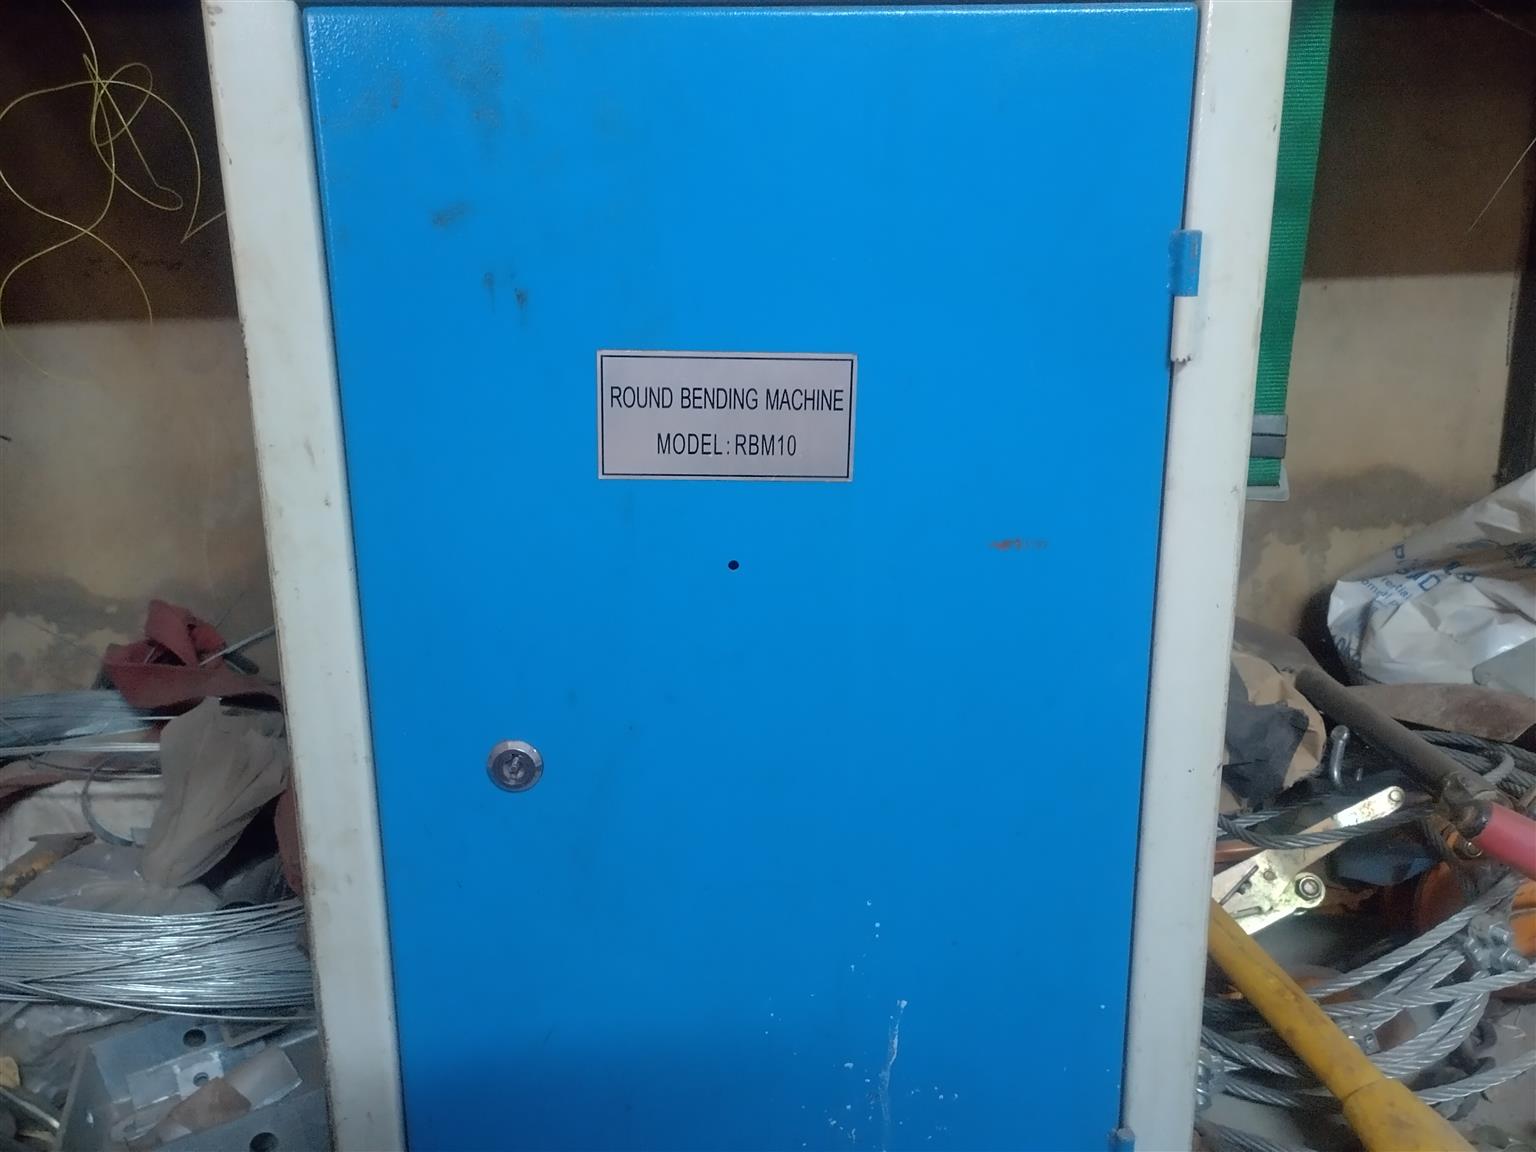 ROUND BENDING MACHINE
MODEL: RBM10